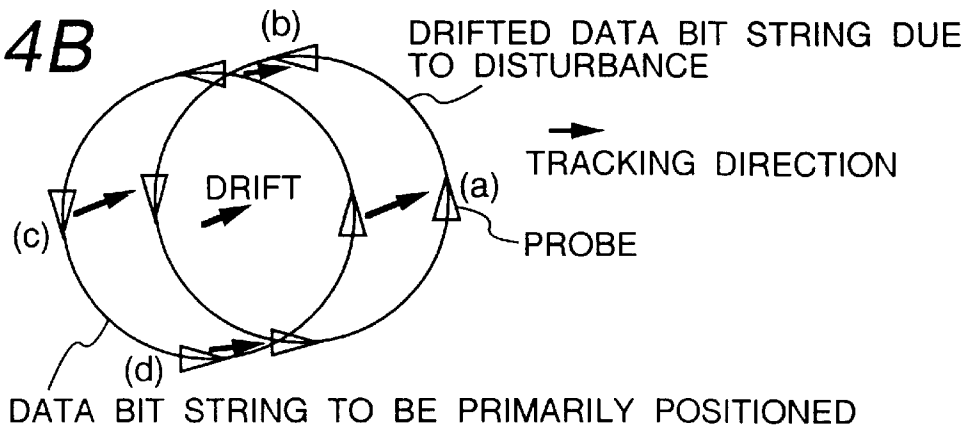 4B
(b)
DRIFTED DATA BIT STRING DUE
TO DISTURBANCE
TRACKING DIRECTION
DRIFT
(a)
(c)
PROBE
(d)
DATA BIT STRING TO BE PRIMARILY POSITIONED